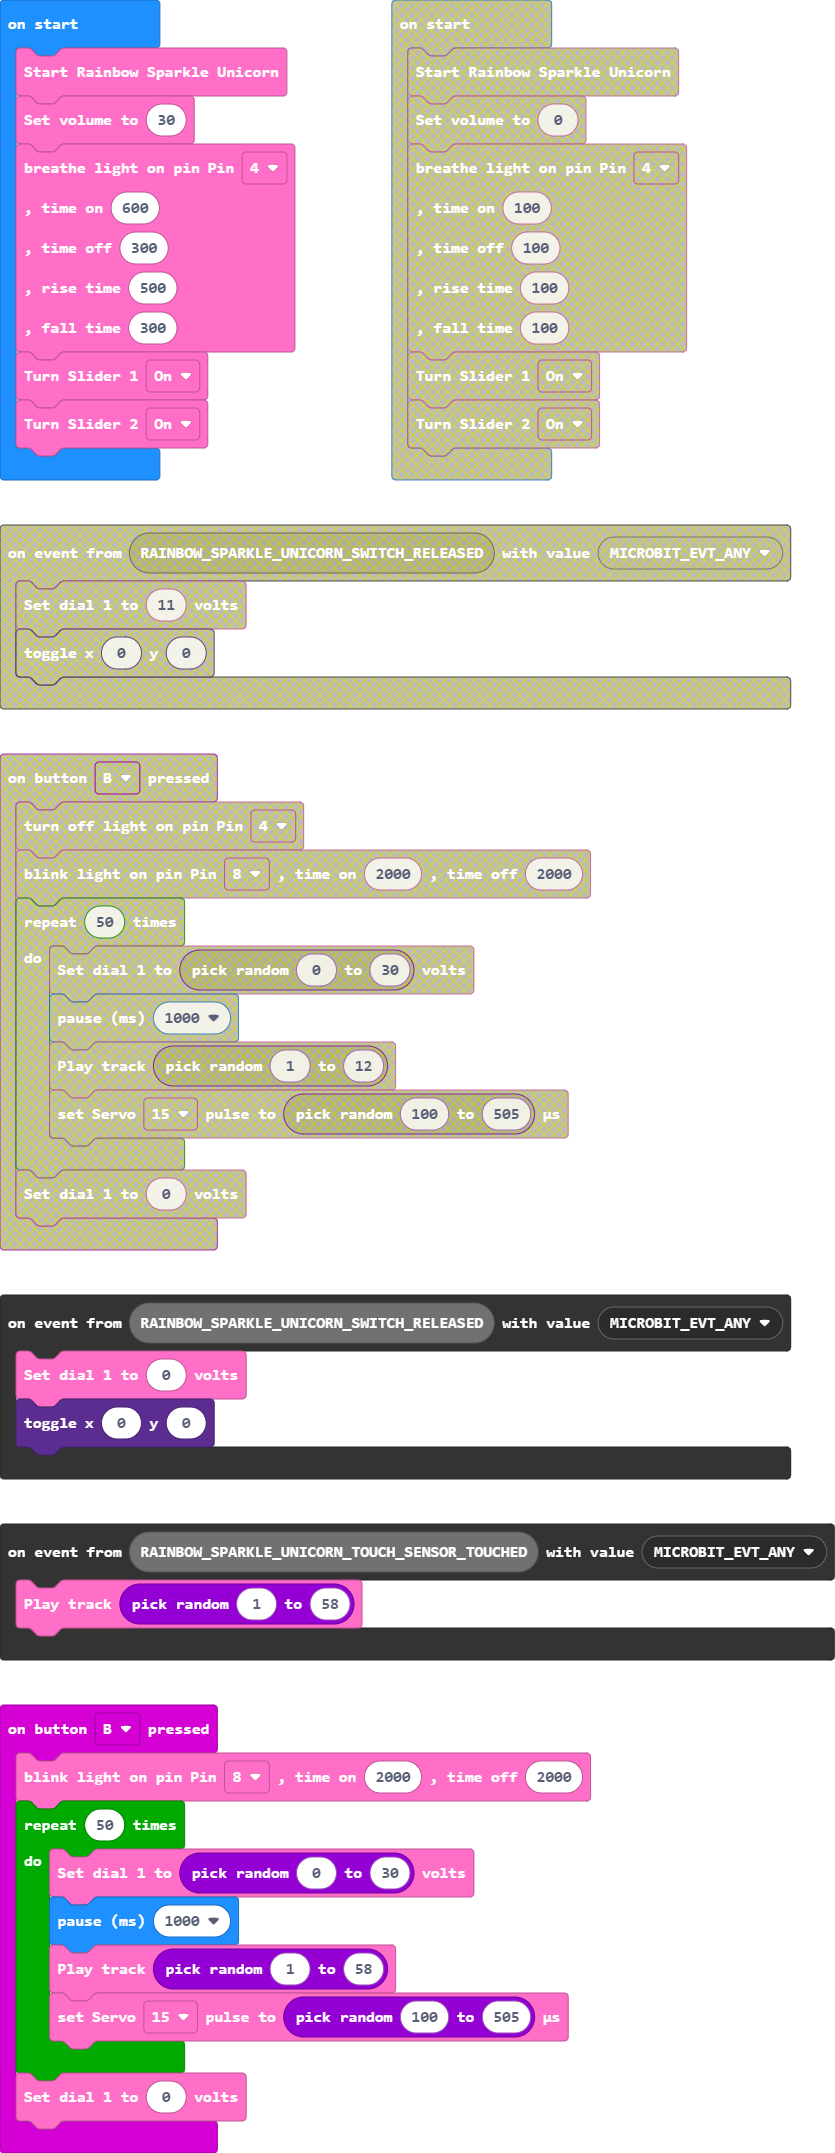 on start
Start Rainbow Sparkle Unicorn
Set volume to 30
breathe light on pin Pin 4
, time on 600
, time off 300
, rise time 500
, fall time 300
Turn Slider 1 On
Turn Slider 2 On
on start
Start Rainbow Sparkle Unicorn
Set volume to 0
breathe light on pin Pin 4
, time on 100
, time off 100
, rise time 100
, fall time 100
Turn Slider 1 On
Turn Slider 2 On
on event from RAINBOW_SPARKLE_UNICORN_SWITCH_RELEASED with value MICROBIT_EVT_ANY
Set dial 1 to 11 volts
toggle x 0 y 0
on button B pressed
turn off light on pin Pin 4
blink light on pin Pin 8 , time on 2000 , time off 2000
repeat 50 times
do
Set dial 1 to pick random 0 to 30 volts
pause (ms) 1000
Play track pick random 1 to 12
set Servo 15 pulse to pick random 100 to 505 µs
Set dial 1 to 0 volts
on event from RAINBOW_SPARKLE_UNICORN_SWITCH_RELEASED with value MICROBIT_EVT_ANY
Set dial 1 to 0 volts
toggle x 0 y 0
on event from RAINBOW_SPARKLE_UNICORN_TOUCH_SENSOR_TOUCHED with value MICROBIT_EVT_ANY
Play track pick random 1 to 58
on button B pressed
blink light on pin Pin 8 , time on 2000 , time off 2000
repeat 50 times
do
Set dial 1 to pick random 0 to 30 volts
pause (ms) 1000
Play track pick random 1 to 58
set Servo 15 pulse to pick random 100 to 505 µs
Set dial 1 to 0 volts